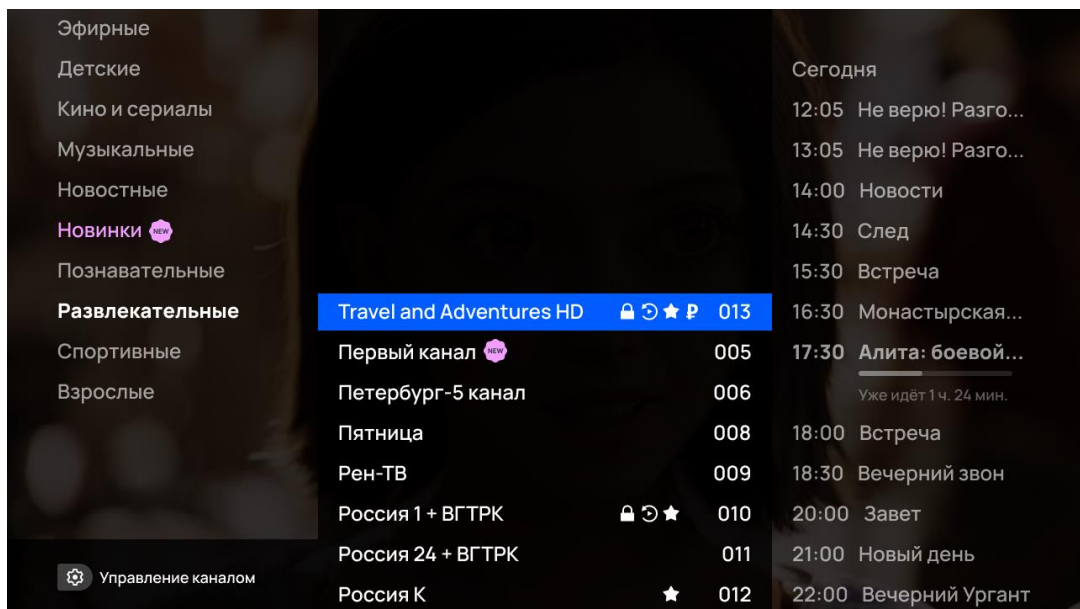 Эфирные
Детские
Кино и сериалы
Музыкальные
Новостные
Новинки NEW
Познавательные
Развлекательные
Спортивные
Взрослые
Управление каналом
Travel and Adventures HD ₽ 013
Первый канал NEW 005
Петербург-5 канал 006
Пятница 008
Рен-ТВ 009
Россия 1 + ВГТРК 010
Россия 24 + ВГТРК 011
Россия К 012
Сегодня
12:05 Не верю! Разго...
13:05 Не верю! Разго...
14:00 Новости
14:30 След
15:30 Встреча
16:30 Монастырская...
17:30 Алита: боевой...
Уже идёт 1 ч. 24 мин.
18:00 Встреча
18:30 Вечерний звон
20:00 Завет
21:00 Новый день
22:00 Вечерний Ургант